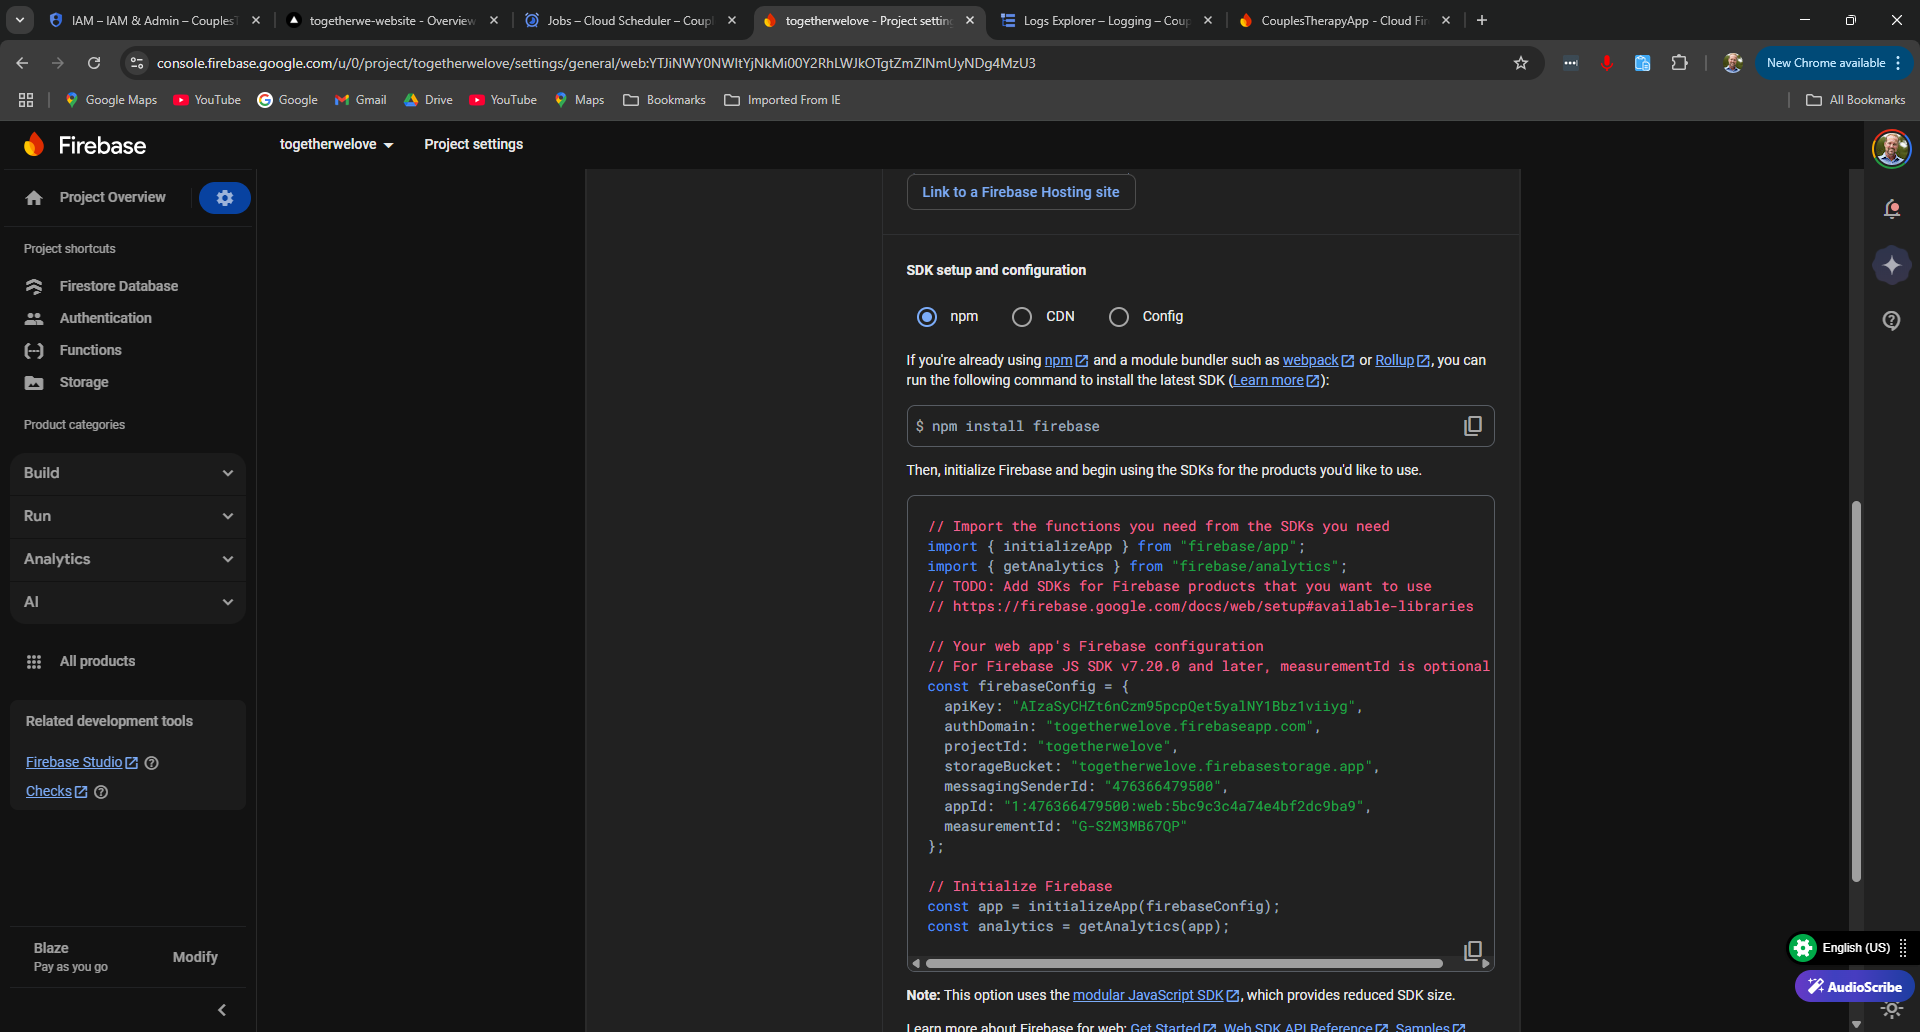 IAM – IAM & Admin – CouplesT
togetherwe-website - Overview
Jobs – Cloud Scheduler – Coupl
togetherwelove - Project settin
Logs Explorer – Logging – Coup
CouplesTherapyApp - Cloud Fir
console.firebase.google.com/u/0/project/togetherwelove/settings/general/web:YTJiNWY0NWItYjNkMi00Y2RhLWJkOTgtZmZlNmUyNDg4MzU3
New Chrome available
Google Maps
YouTube
Google
Gmail
Drive
YouTube
Maps
Bookmarks
Imported From IE
All Bookmarks
Firebase
togetherwelove
Project settings
Project Overview
Project shortcuts
Firestore Database
Authentication
Functions
Storage
Product categories
Build
Run
Analytics
AI
All products
Related development tools
Firebase Studio
Checks
Blaze
Pay as you go
Modify
Link to a Firebase Hosting site
SDK setup and configuration
npm
CDN
Config
If you're already using npm and a module bundler such as webpack or Rollup, you can
run the following command to install the latest SDK (Learn more):
$ npm install firebase
Then, initialize Firebase and begin using the SDKs for the products you'd like to use.
// Import the functions you need from the SDKs you need
import { initializeApp } from "firebase/app";
import { getAnalytics } from "firebase/analytics";
// TODO: Add SDKs for Firebase products that you want to use
// https://firebase.google.com/docs/web/setup#available-libraries
// Your web app's Firebase configuration
// For Firebase JS SDK v7.20.0 and later, measurementId is optional
const firebaseConfig = {
apiKey: "AIzaSyCHZt6nCzm95pcpQet5yalNY1Bbz1viiyg",
authDomain: "togetherwelove.firebaseapp.com",
projectId: "togetherwelove",
storageBucket: "togetherwelove.firebasestorage.app",
messagingSenderId: "476366479500",
appId: "1:476366479500:web:5bc9c3c4a74e4bf2dc9ba9",
measurementId: "G-S2M3MB67QP"
};
// Initialize Firebase
const app = initializeApp(firebaseConfig);
const analytics = getAnalytics(app);
Note: This option uses the modular JavaScript SDK, which provides reduced SDK size.
Learn more about Firebase for web: Get Started, Web SDK API Reference, Samples
English (US)
AudioScribe